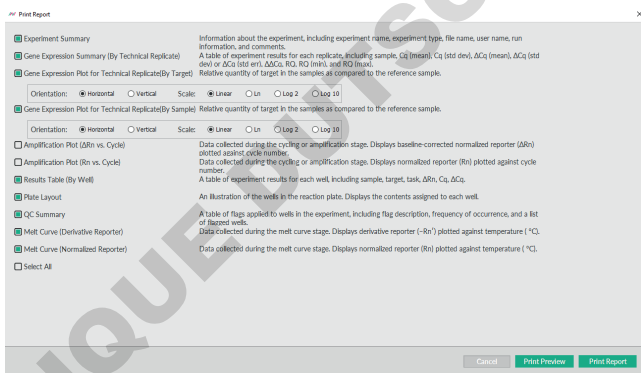 Print Report
Experiment Summary
Information about the experiment, including experiment name, experiment type, file name, user name, run
information, and comments.
Gene Expression Summary (By Technical Replicate)
A table of experiment results for each replicate, including sample, Cq (mean), Cq (std dev), ΔCq (mean), ΔCq (std
dev) or ΔCq (std err), ΔΔCq, RQ, RQ (min), and RQ (max).
Gene Expression Plot for Technical Replicate(By Target)
Relative quantity of target in the samples as compared to the reference sample.
Orientation: Horizontal Vertical Scale: Linear Ln Log 2 Log 10
Gene Expression Plot for Technical Replicate(By Sample)
Relative quantity of target in the samples as compared to the reference sample.
Orientation: Horizontal Vertical Scale: Linear Ln Log 2 Log 10
Amplification Plot (ΔRn vs. Cycle)
Data collected during the cycling or amplification stage. Displays baseline-corrected normalized reporter (ΔRn)
plotted against cycle number.
Amplification Plot (Rn vs. Cycle)
Data collected during the cycling or amplification stage. Displays normalized reporter (Rn) plotted against cycle
number.
Results Table (By Well)
A table of experiment results for each well, including sample, target, task, ΔRn, Cq, ΔCq.
Plate Layout
An illustration of the wells in the reaction plate. Displays the contents assigned to each well.
QC Summary
A table of flags applied to wells in the experiment, including flag description, frequency of occurrence, and a list
of flagged wells.
Melt Curve (Derivative Reporter)
Data collected during the melt curve stage. Displays derivative reporter (−Rn') plotted against temperature ( °C).
Melt Curve (Normalized Reporter)
Data collected during the melt curve stage. Displays normalized reporter (Rn) plotted against temperature ( °C).
Select All
Cancel
Print Preview
Print Report